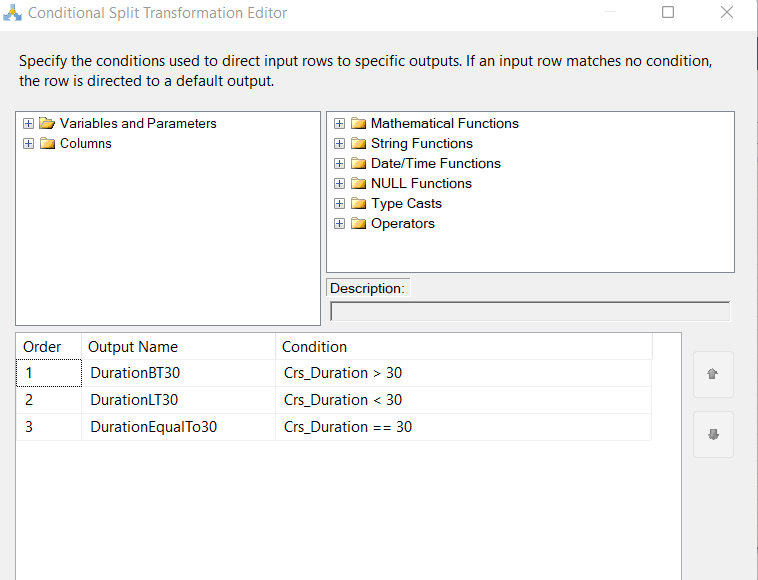 Conditional Split Transformation Editor
Specify the conditions used to direct input rows to specific outputs. If an input row matches no condition,
the row is directed to a default output.
Variables and Parameters
Columns
Mathematical Functions
String Functions
Date/Time Functions
NULL Functions
Type Casts
Operators
Description:
Order Output Name Condition
1 DurationBT30 Crs_Duration > 30
2 DurationLT30 Crs_Duration < 30
3 DurationEqualTo30 Crs_Duration == 30